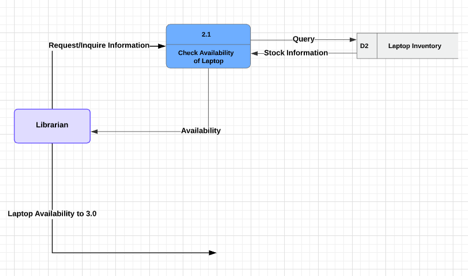 2.1
Query
Request/Inquire Information
D2
Laptop Inventory
Check Availability
of Laptop
Stock Information
Librarian
Availability
Laptop Availability to 3.0